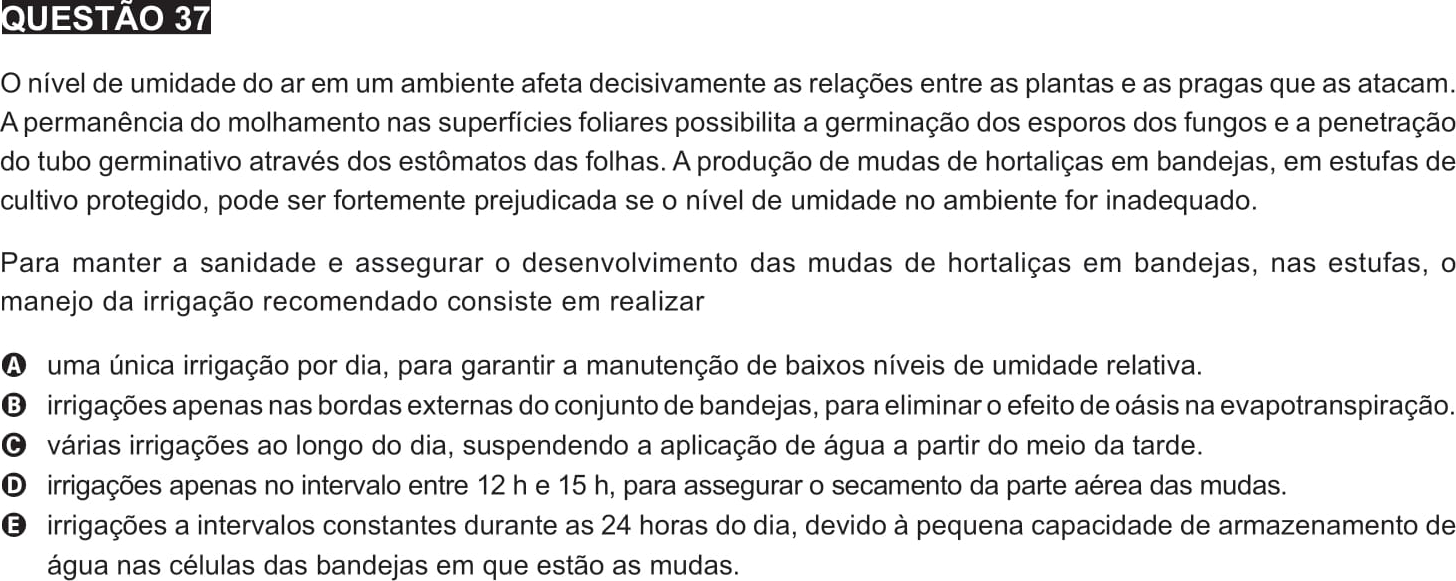 QUESTÃO 37
O nível de umidade do ar em um ambiente afeta decisivamente as relações entre as plantas e as pragas que as atacam.
A permanência do molhamento nas superfícies foliares possibilita a germinação dos esporos dos fungos e a penetração
do tubo germinativo através dos estômatos das folhas. A produção de mudas de hortaliças em bandejas, em estufas de
cultivo protegido, pode ser fortemente prejudicada se o nível de umidade no ambiente for inadequado.
Para manter a sanidade e assegurar o desenvolvimento das mudas de hortaliças em bandejas, nas estufas, o
manejo da irrigação recomendado consiste em realizar
A uma única irrigação por dia, para garantir a manutenção de baixos níveis de umidade relativa.
B irrigações apenas nas bordas externas do conjunto de bandejas, para eliminar o efeito de oásis na evapotranspiração.
C várias irrigações ao longo do dia, suspendendo a aplicação de água a partir do meio da tarde.
D irrigações apenas no intervalo entre 12 h e 15 h, para assegurar o secamento da parte aérea das mudas.
E irrigações a intervalos constantes durante as 24 horas do dia, devido à pequena capacidade de armazenamento de
água nas células das bandejas em que estão as mudas.